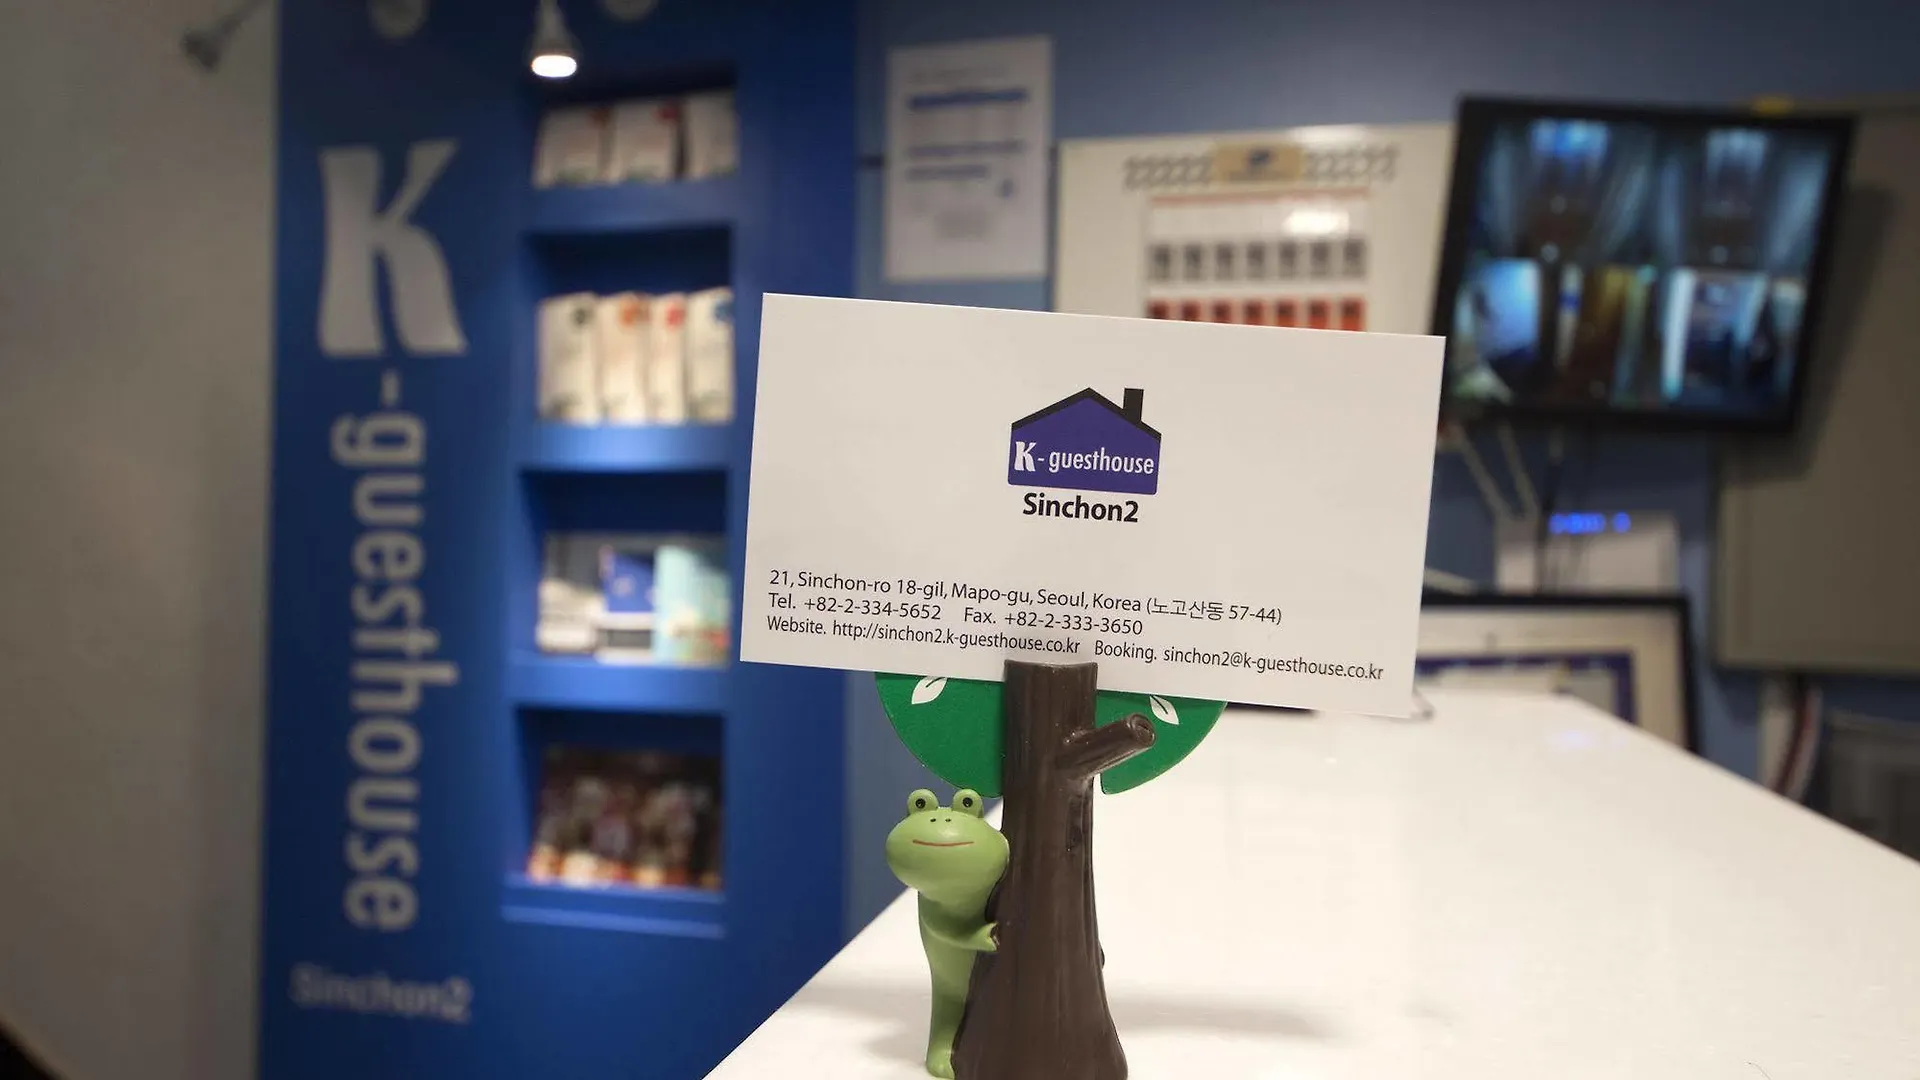 K-guesthouse
Sinchon2
K- guesthouse
Sinchon2
21, Sinchon-ro 18-gil, Mapo-gu, Seoul, Korea (노고산동 57-44)
Tel. +82-2-334-5652 Fax. +82-2-333-3650
Website. http://sinchon2.k-guesthouse.co.kr Booking. sinchon2@k-guesthouse.co.kr